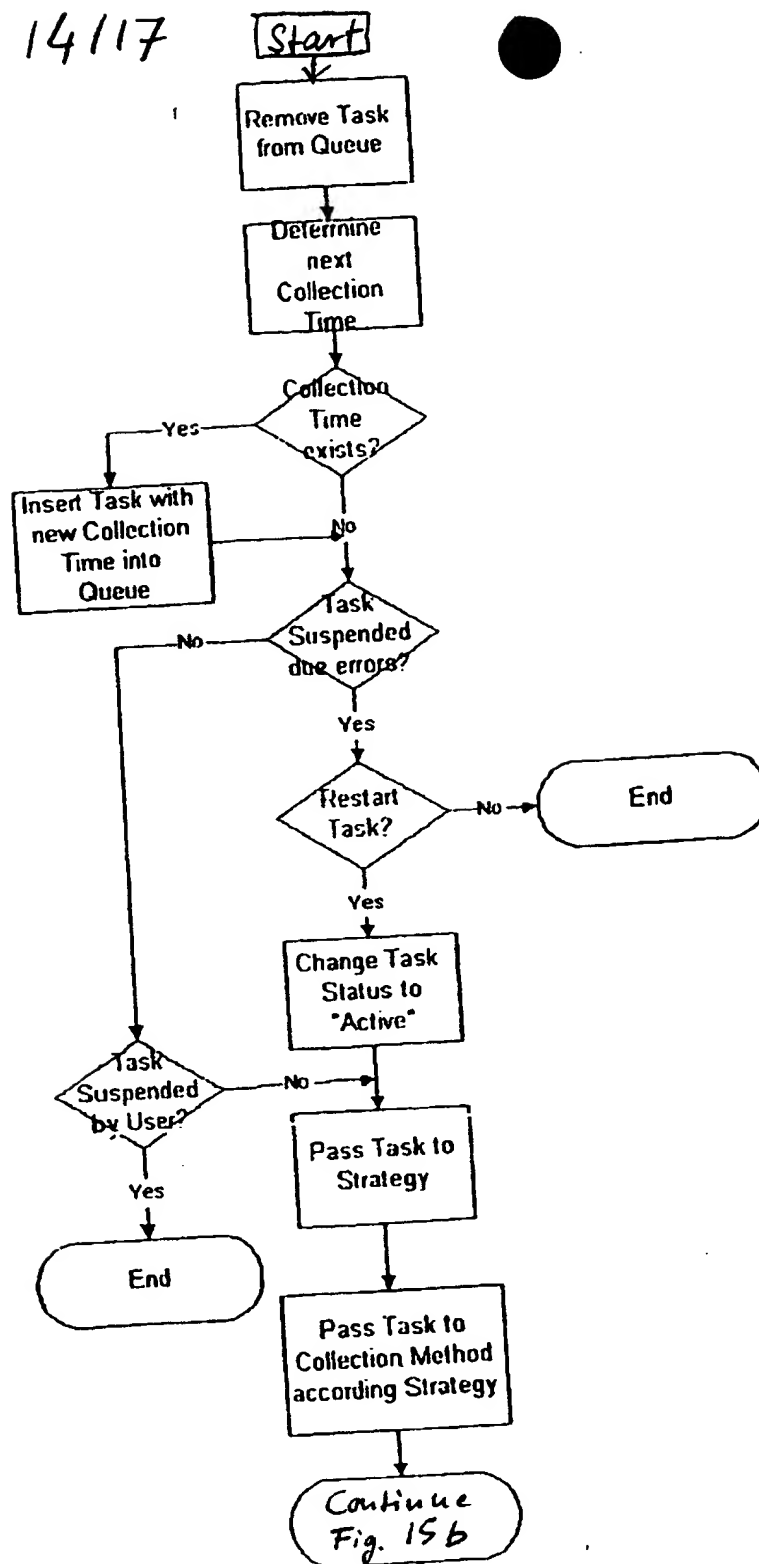 14/17
Start
Remove Task
from Queue
Determine
next
Collection
Time
Collection
Time
exists?
Yes
No
Insert Task with
new Collection
Time into
Queue
Task
Suspended
due errors?
No
Yes
Restart
Task?
No
End
Yes
Change Task
Status to
"Active"
Task
Suspended
by User?
No
Yes
End
Pass Task to
Strategy
Pass Task to
Collection Method
according Strategy
Continue
Fig. 15b